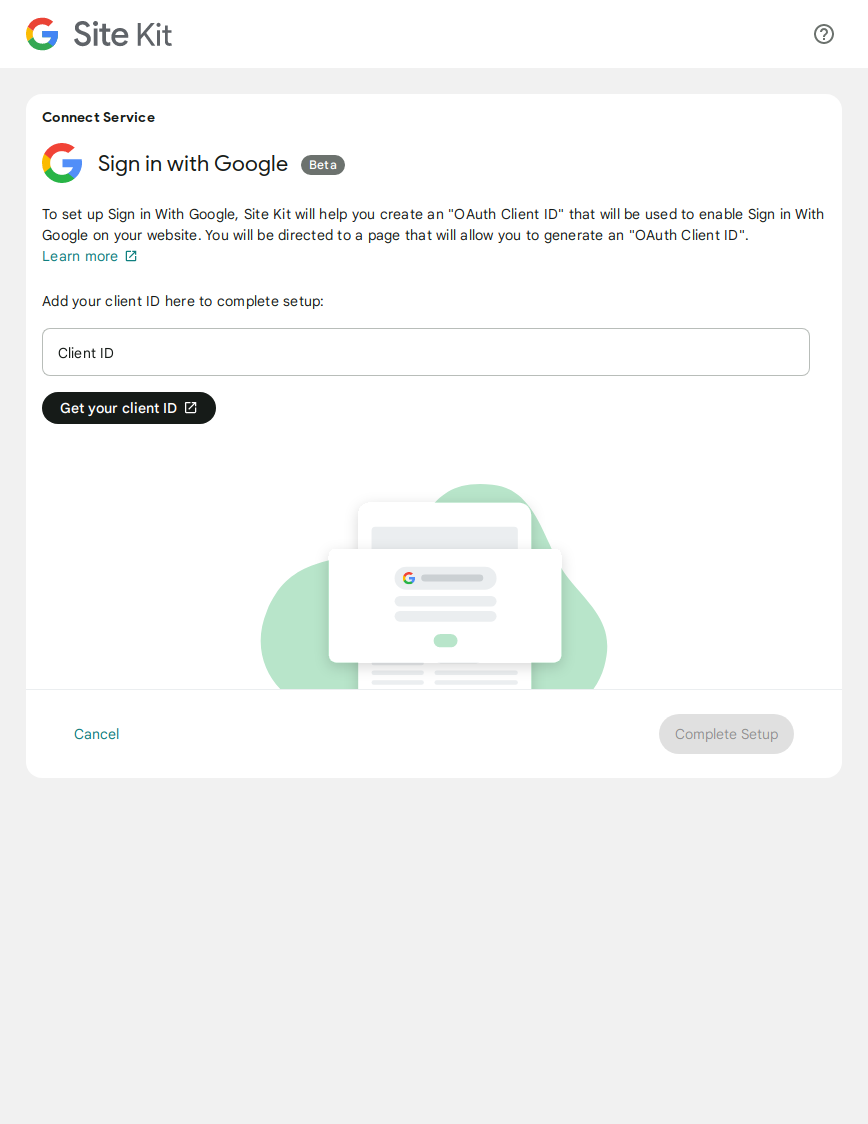 Site Kit
Connect Service
Sign in with Google Beta
To set up Sign in With Google, Site Kit will help you create an "OAuth Client ID" that will be used to enable Sign in With
Google on your website. You will be directed to a page that will allow you to generate an "OAuth Client ID".
Learn more
Add your client ID here to complete setup:
Client ID
Get your client ID
Cancel
Complete Setup